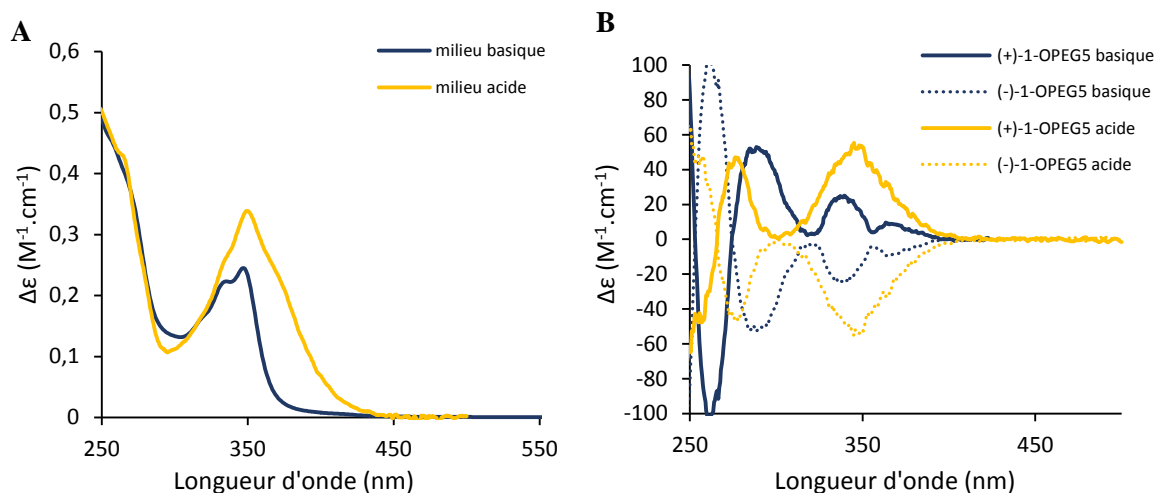 A
0,6
0,5
0,4
0,3
0,2
0,1
0
Δε (M⁻¹.cm⁻¹)
250
350
450
550
Longueur d'onde (nm)
milieu basique
milieu acide
B
100
80
60
40
20
0
-20
-40
-60
-80
-100
Δε (M⁻¹.cm⁻¹)
250
350
450
Longueur d'onde (nm)
(+)-1-OPEG5 basique
(-)-1-OPEG5 basique
(+)-1-OPEG5 acide
(-)-1-OPEG5 acide